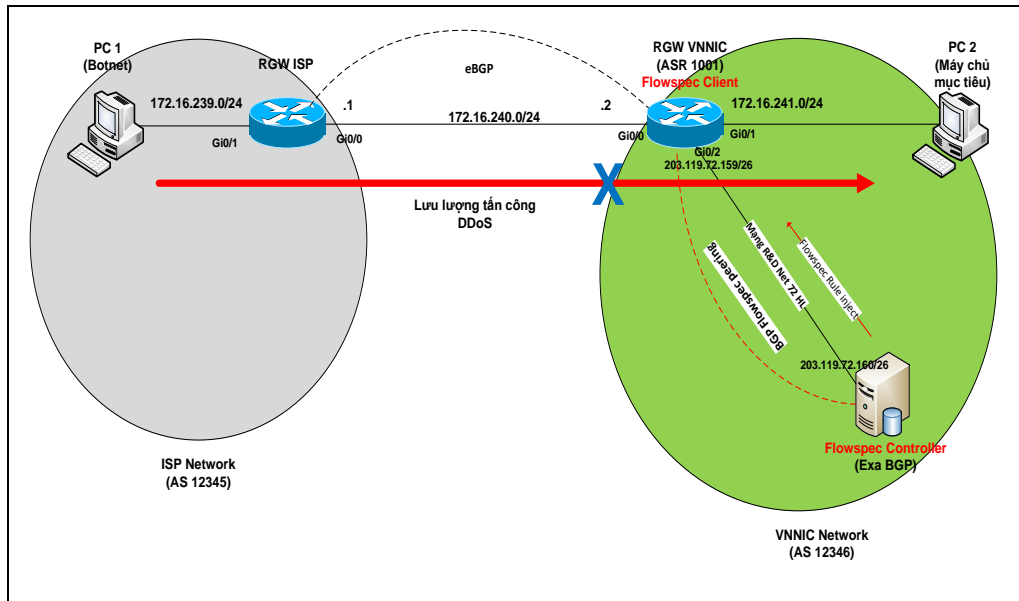 PC 1
(Botnet)
RGW ISP
eBGP
RGW VNNIC
(ASR 1001)
Flowspec Client
PC 2
(Máy chủ
mục tiêu)
172.16.239.0/24
.1
172.16.240.0/24
.2
172.16.241.0/24
Gi0/1
Gi0/0
Gi0/0
Gi0/1
Gi0/2
203.119.72.159/26
X
Lưu lượng tấn công
DDoS
Mạng R&D Net 72 HL
Flowspec Rule inject
BGP Flowspec peering
203.119.72.160/26
Flowspec Controller
(Exa BGP)
ISP Network
(AS 12345)
VNNIC Network
(AS 12346)